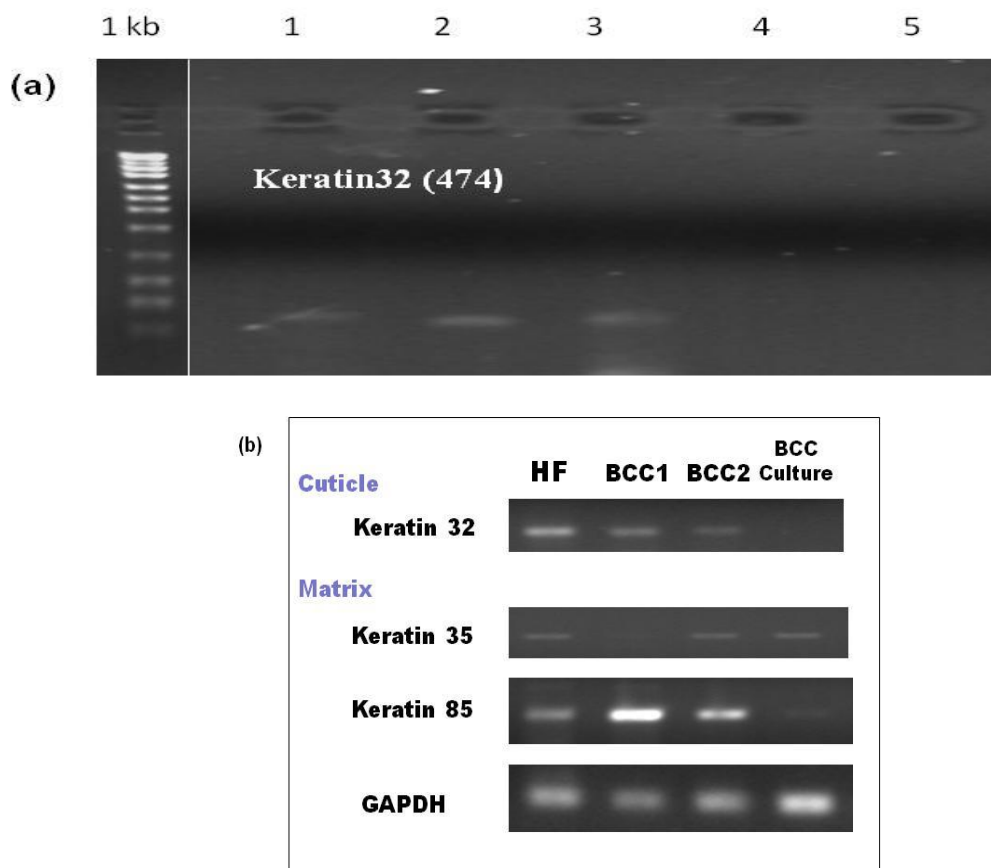 1 kb 1 2 3 4 5
(a)
Keratin32 (474)
(b)
HF BCC1 BCC2 BCC
Culture
Cuticle
Keratin 32
Matrix
Keratin 35
Keratin 85
GAPDH